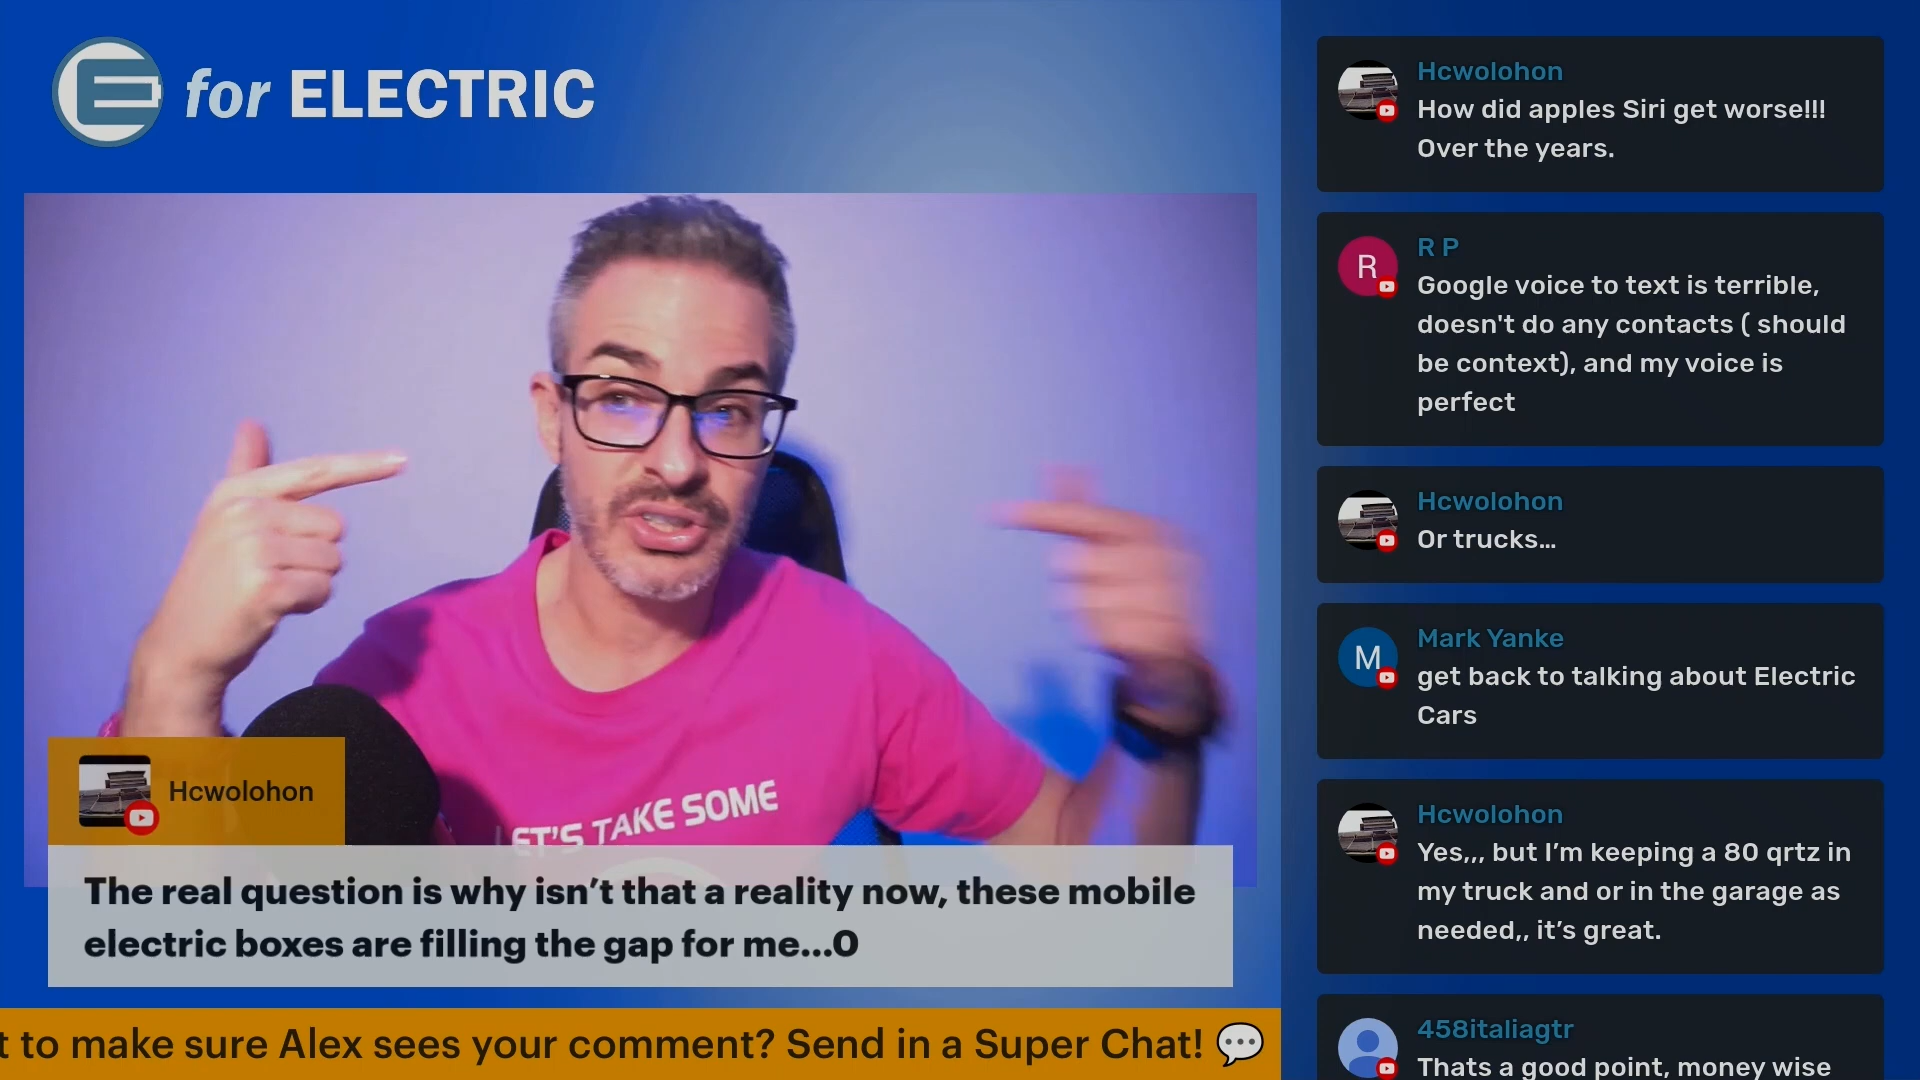 E for ELECTRIC
LET'S TAKE SOME
Hcwolohon
The real question is why isn't that a reality now, these mobile
electric boxes are filling the gap for me...O
t to make sure Alex sees your comment? Send in a Super Chat! 💬
Hcwolohon
How did apples Siri get worse!!!
Over the years.
R
R P
Google voice to text is terrible,
doesn't do any contacts ( should
be context), and my voice is
perfect
Hcwolohon
Or trucks...
M
Mark Yanke
get back to talking about Electric
Cars
Hcwolohon
Yes,,, but I'm keeping a 80 qrtz in
my truck and or in the garage as
needed,, it's great.
458italiagtr
Thats a good point, money wise